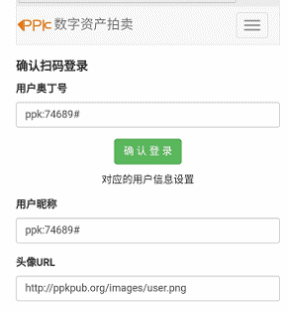 PPk 数字资产拍卖
确认扫码登录
用户奥丁号
ppk:74689#
确 认 登 录
对应的用户信息设置
用户昵称
ppk:74689#
头像URL
http://ppkpub.org/images/user.png